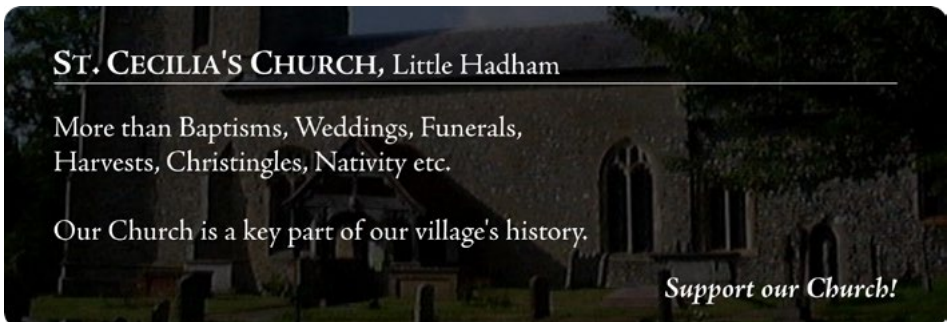 St. Cecilia's Church, Little Hadham
More than Baptisms, Weddings, Funerals,
Harvests, Christingles, Nativity etc.
Our Church is a key part of our village's history.
Support our Church!